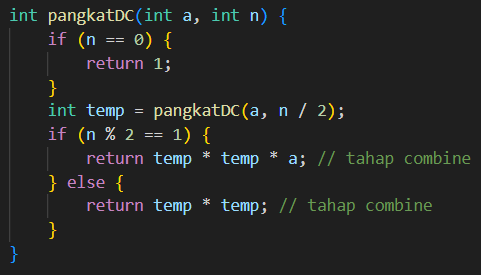 int pangkatDC(int a, int n) {
    if (n == 0) {
        return 1;
    }
    int temp = pangkatDC(a, n / 2);
    if (n % 2 == 1) {
        return temp * temp * a; // tahap combine
    } else {
        return temp * temp; // tahap combine
    }
}